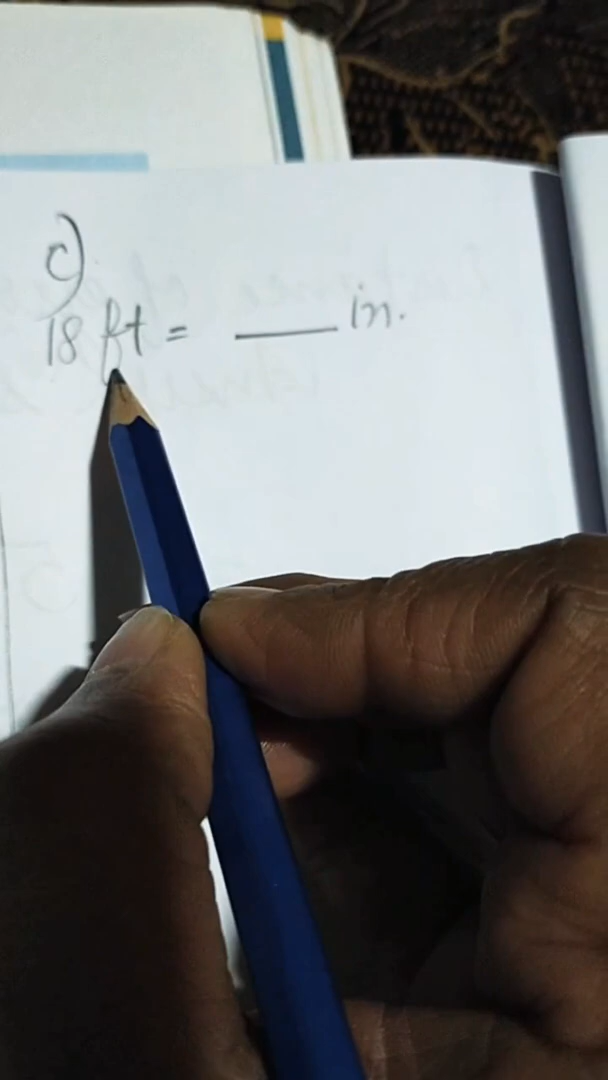 c)
18 ft = ____ in.